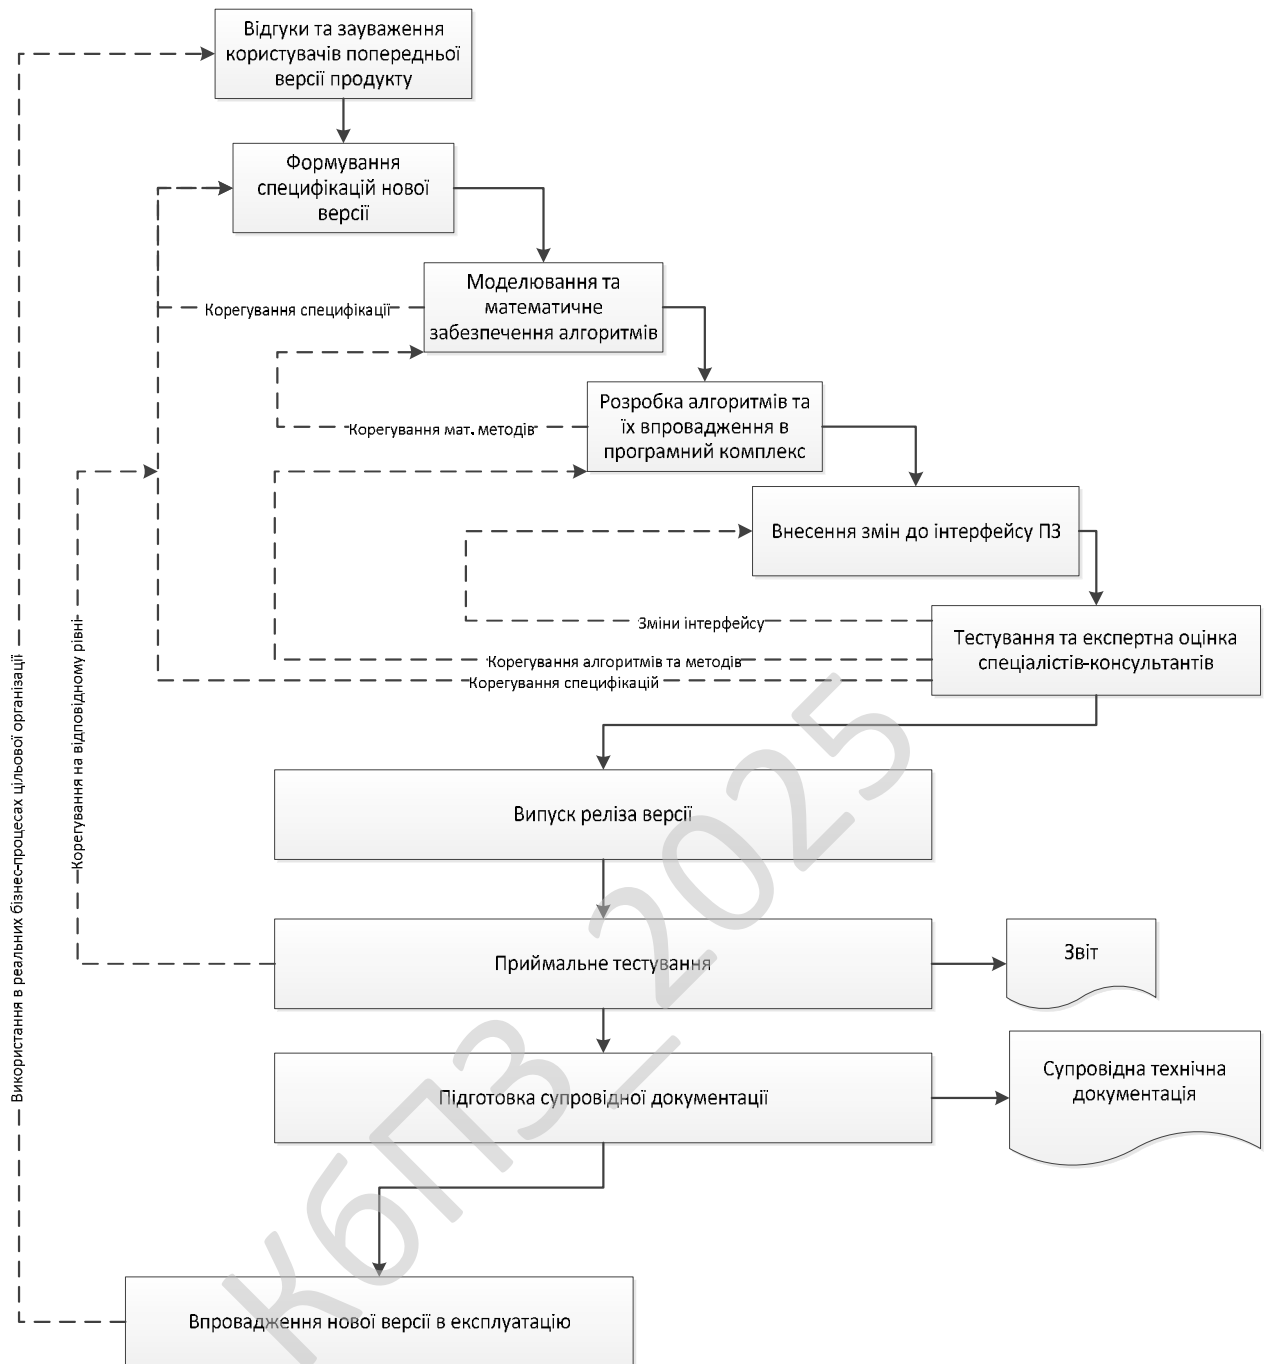 Відгуки та зауваження
користувачів попередньої
версії продукту
Формування
специфікацій нової
версії
Моделювання та
математичне
забезпечення алгоритмів
Корегування специфікації
Розробка алгоритмів та
їх впровадження в
програмний комплекс
Корегування мат. методів
Внесення змін до інтерфейсу ПЗ
Тестування та експертна оцінка
спеціалістів-консультантів
Зміни інтерфейсу
Корегування алгоритмів та методів
Корегування специфікацій
Використання в реальних бізнес-процесах цільової організації
Корегування на відповідному рівні
Випуск реліза версії
Приймальне тестування
Звіт
Підготовка супровідної документації
Супровідна технічна
документація
Впровадження нової версії в експлуатацію
КбПЗ_2025